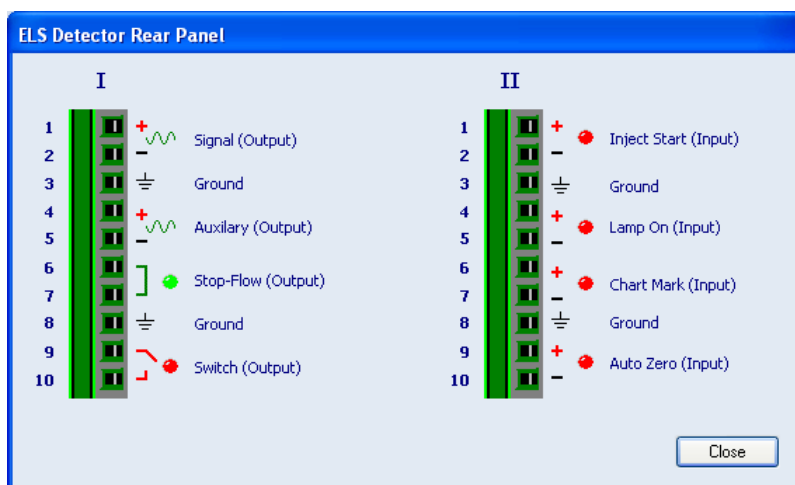 ELS Detector Rear Panel
I
1
+
Signal (Output)
2
−
3
Ground
4
+
Auxilary (Output)
5
−
6
Stop-Flow (Output)
7
8
Ground
9
Switch (Output)
10
II
1
+
Inject Start (Input)
2
−
3
Ground
4
+
Lamp On (Input)
5
−
6
+
Chart Mark (Input)
7
−
8
Ground
9
+
Auto Zero (Input)
10
−
Close